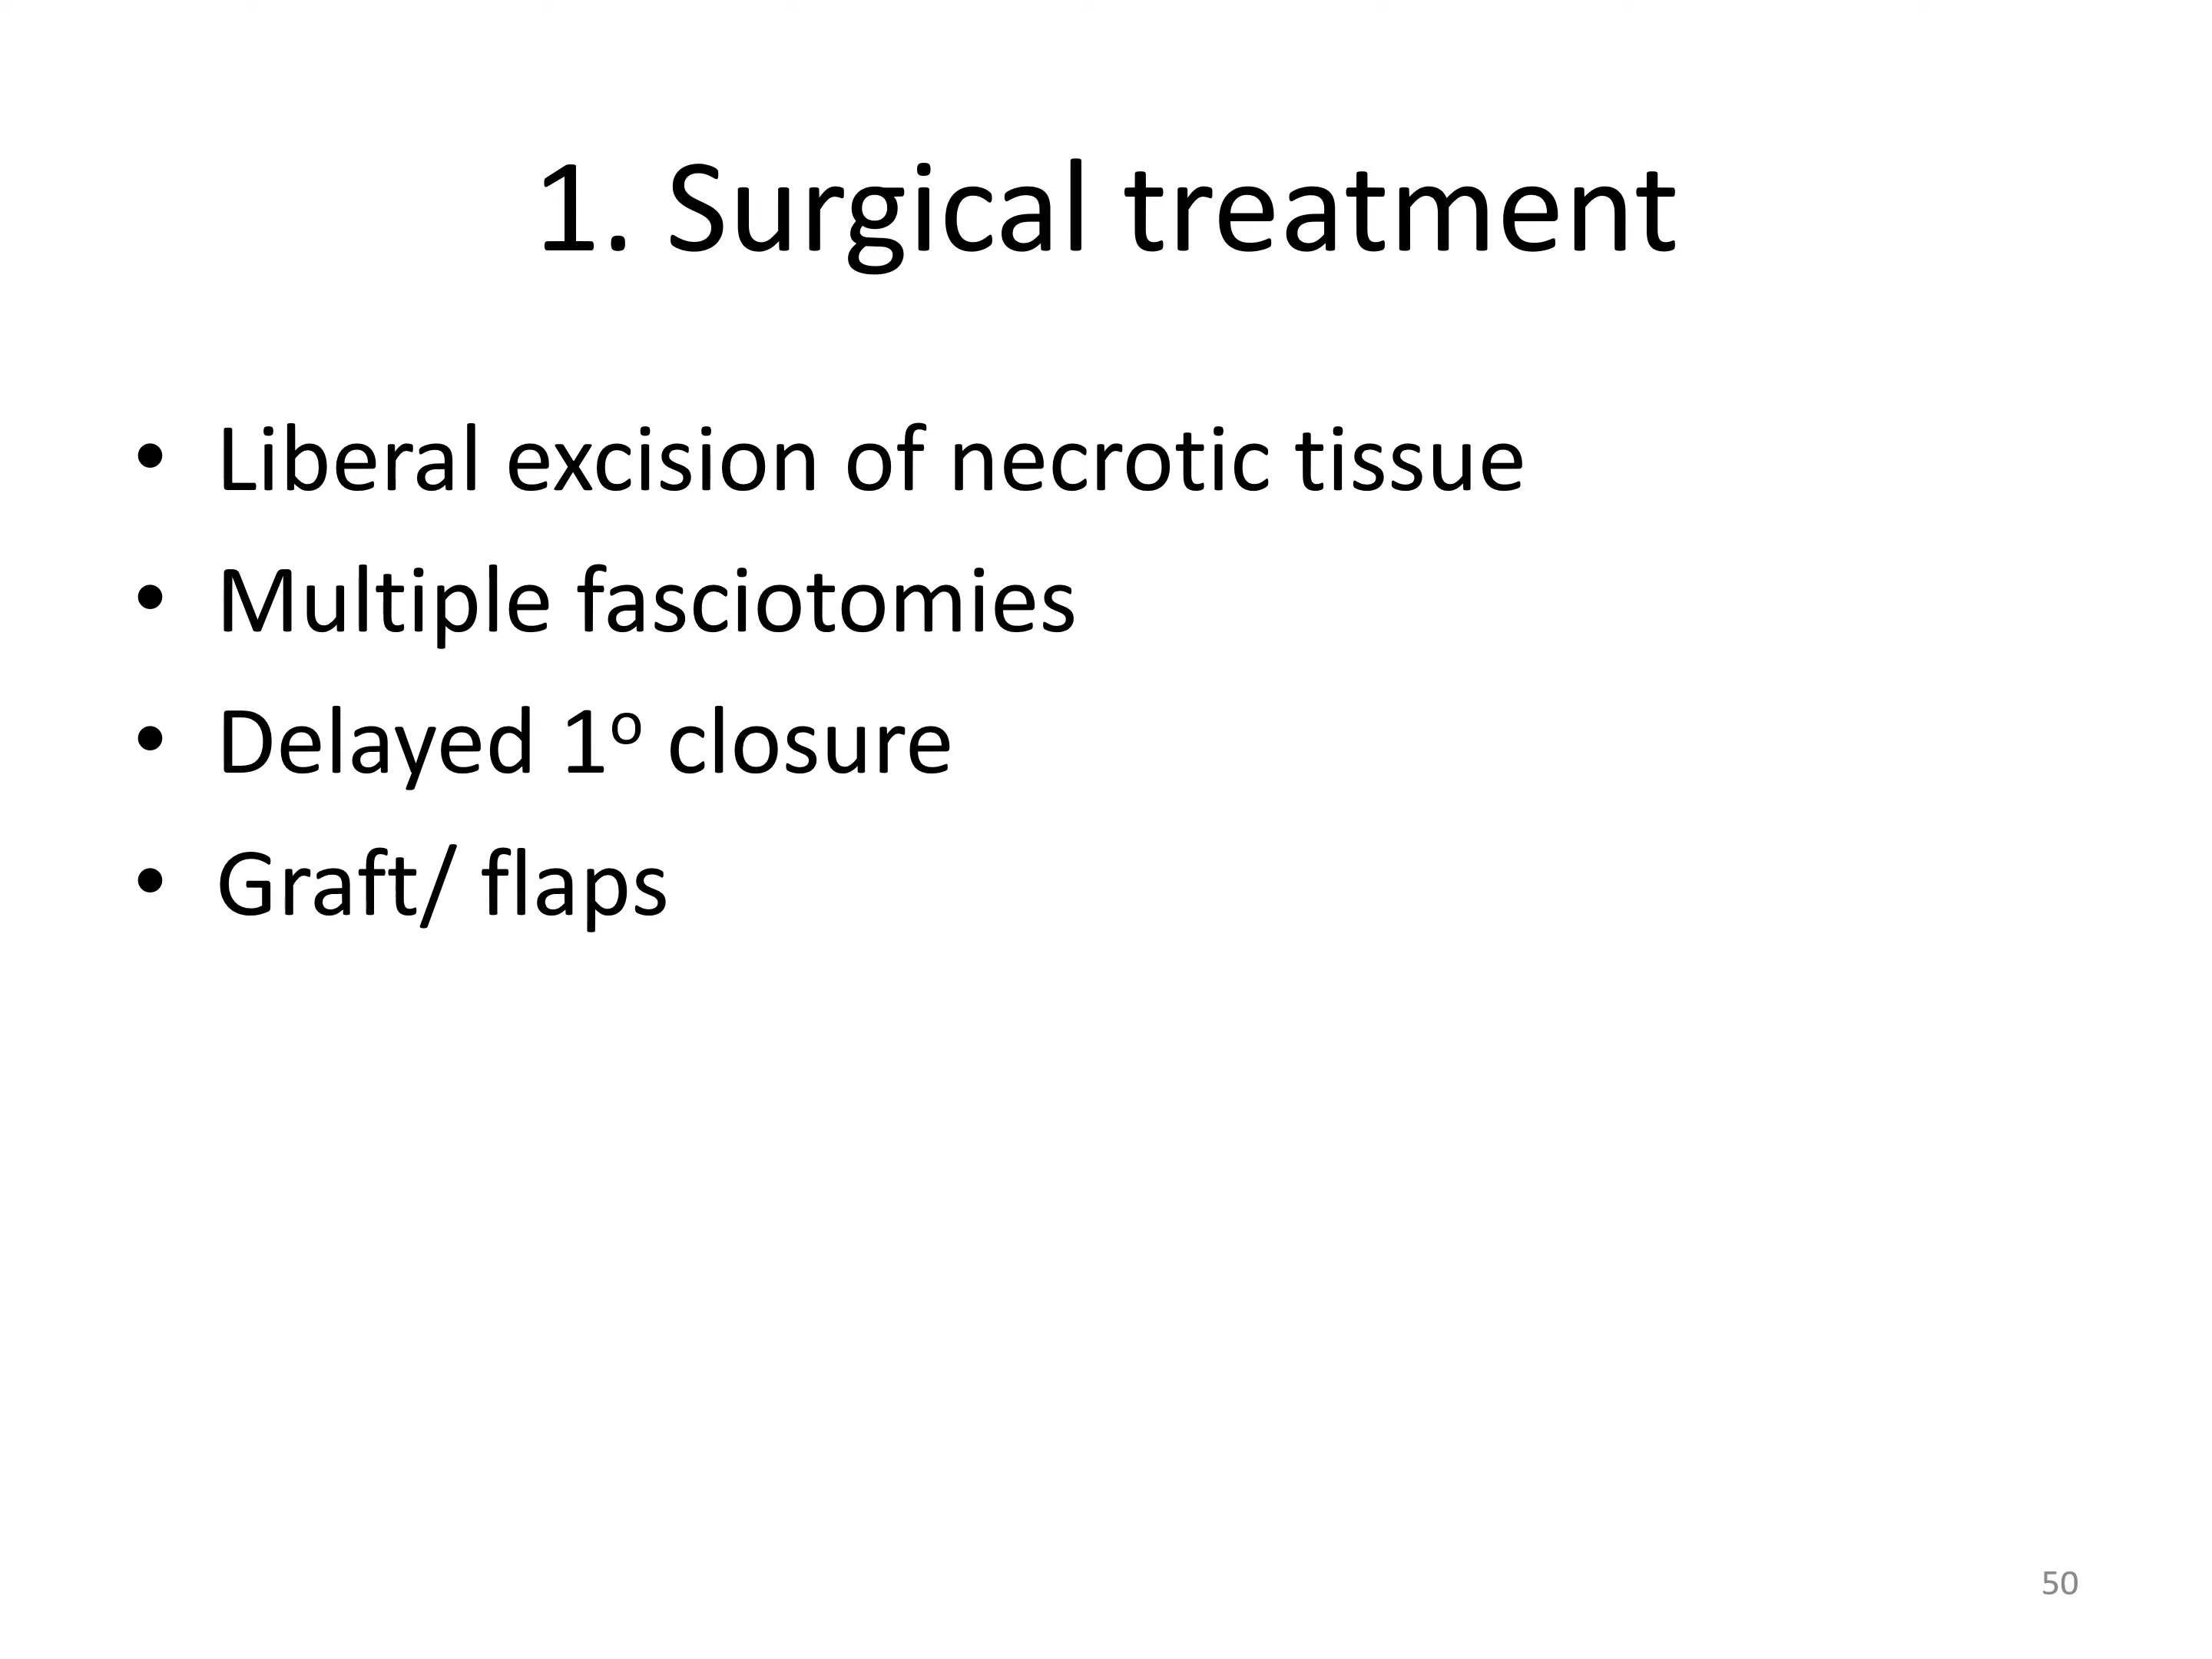 1. Surgical treatment
• Liberal excision of necrotic tissue
• Multiple fasciotomies
• Delayed 1º closure
• Graft/ flaps
50